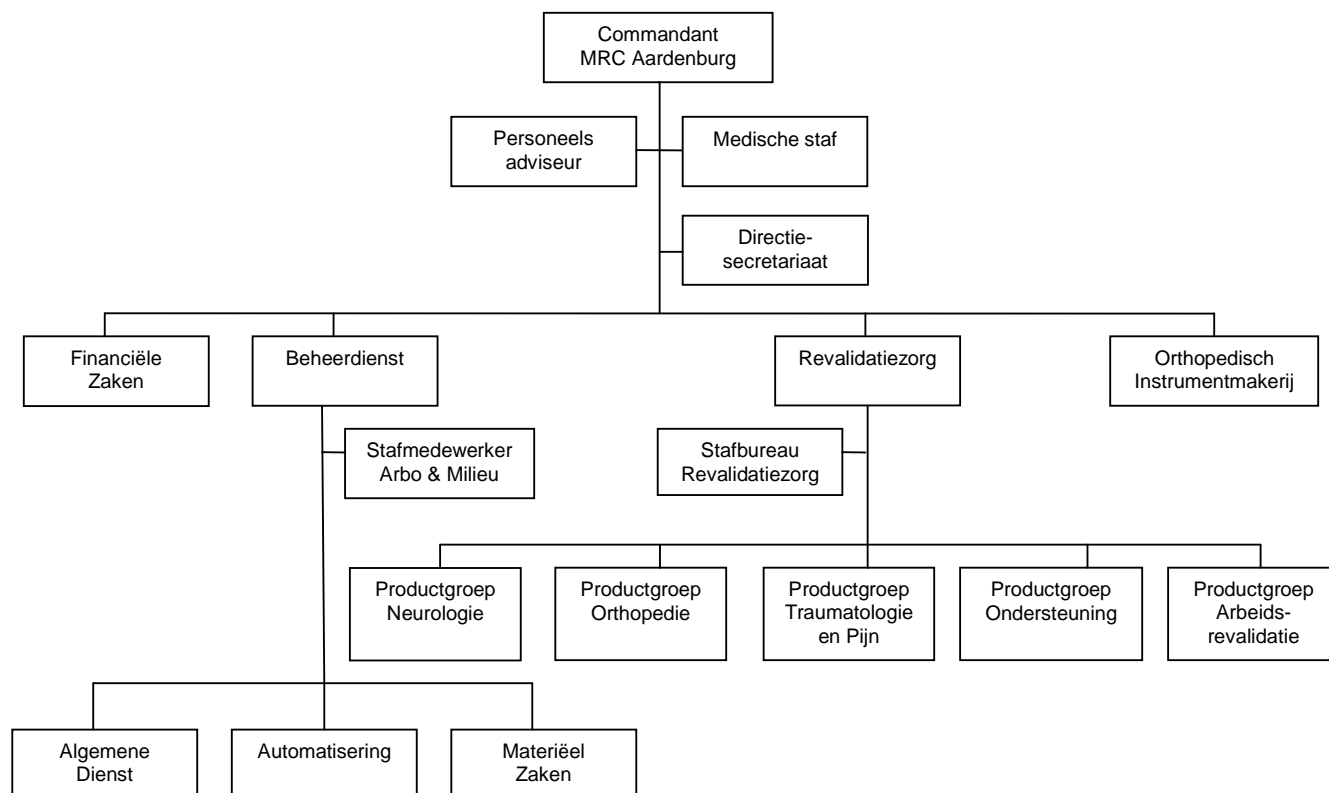 Commandant
MRC Aardenburg
Personeels
adviseur
Medische staf
Directie-
secretariaat
Financiële
Zaken
Beheerdienst
Revalidatiezorg
Orthopedisch
Instrumentmakerij
Stafmedewerker
Arbo & Milieu
Stafbureau
Revalidatiezorg
Productgroep
Neurologie
Productgroep
Orthopedie
Productgroep
Traumatologie
en Pijn
Productgroep
Ondersteuning
Productgroep
Arbeids-
revalidatie
Algemene
Dienst
Automatisering
Materiëel
Zaken